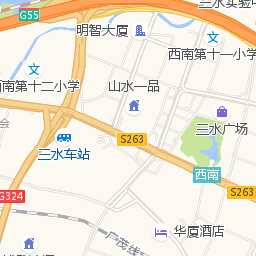 G55
三水实验中
明智大厦
西南第十一小学
西南第十二小学
山水一品
三水广场
会
S263
三水车站
西南
S263
G324
华厦酒店
广茂线